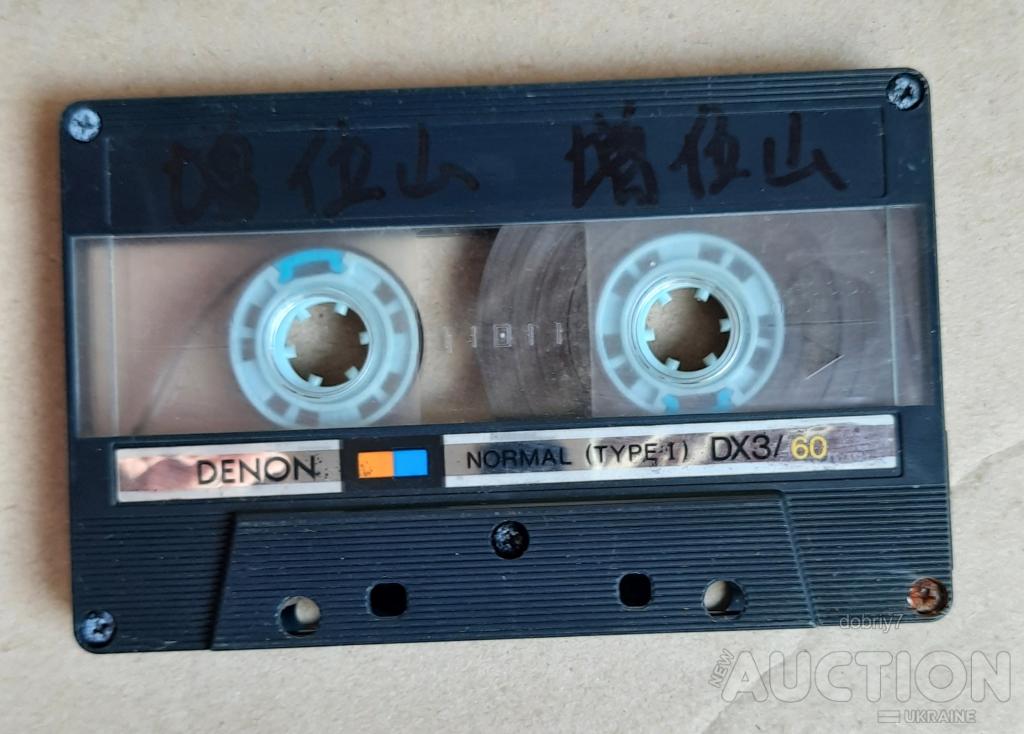 増位山 増位山
DENON NORMAL (TYPE 1) DX3/60
dobriy7
NEW AUCTION
UKRAINE